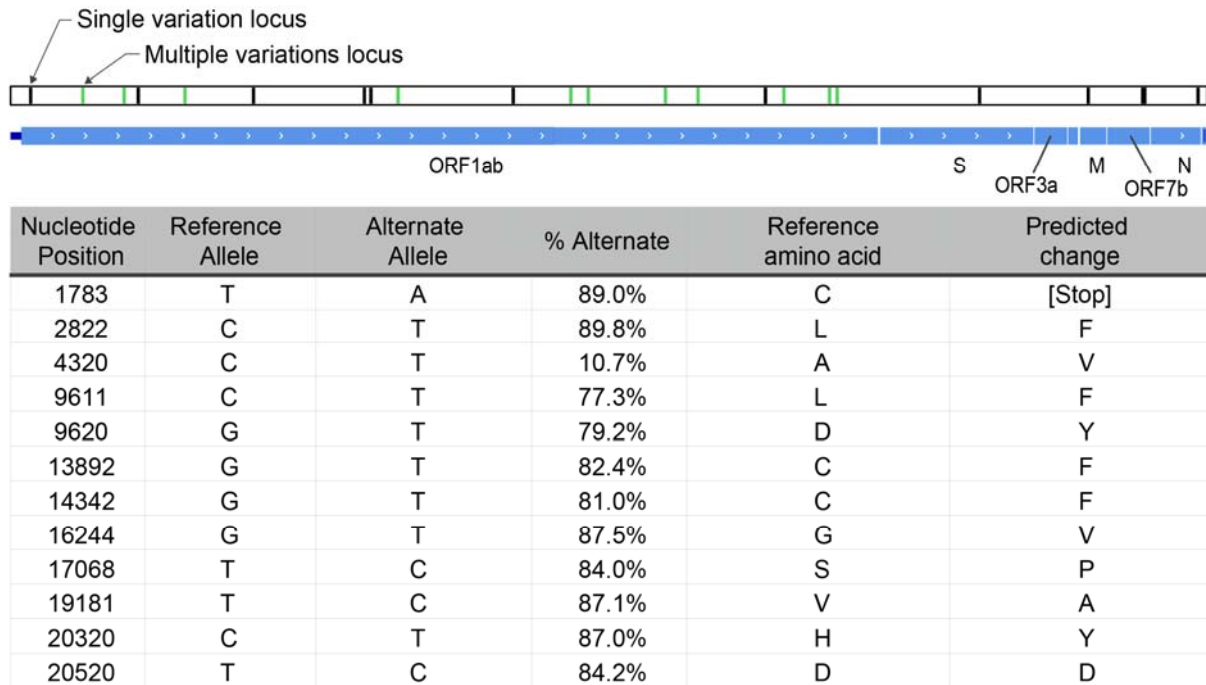 Single variation locus
Multiple variations locus
ORF1ab S M N
ORF3a ORF7b
Nucleotide Position Reference Allele Alternate Allele % Alternate Reference amino acid Predicted change
1783 T A 89.0% C [Stop]
2822 C T 89.8% L F
4320 C T 10.7% A V
9611 C T 77.3% L F
9620 G T 79.2% D Y
13892 G T 82.4% C F
14342 G T 81.0% C F
16244 G T 87.5% G V
17068 T C 84.0% S P
19181 T C 87.1% V A
20320 C T 87.0% H Y
20520 T C 84.2% D D